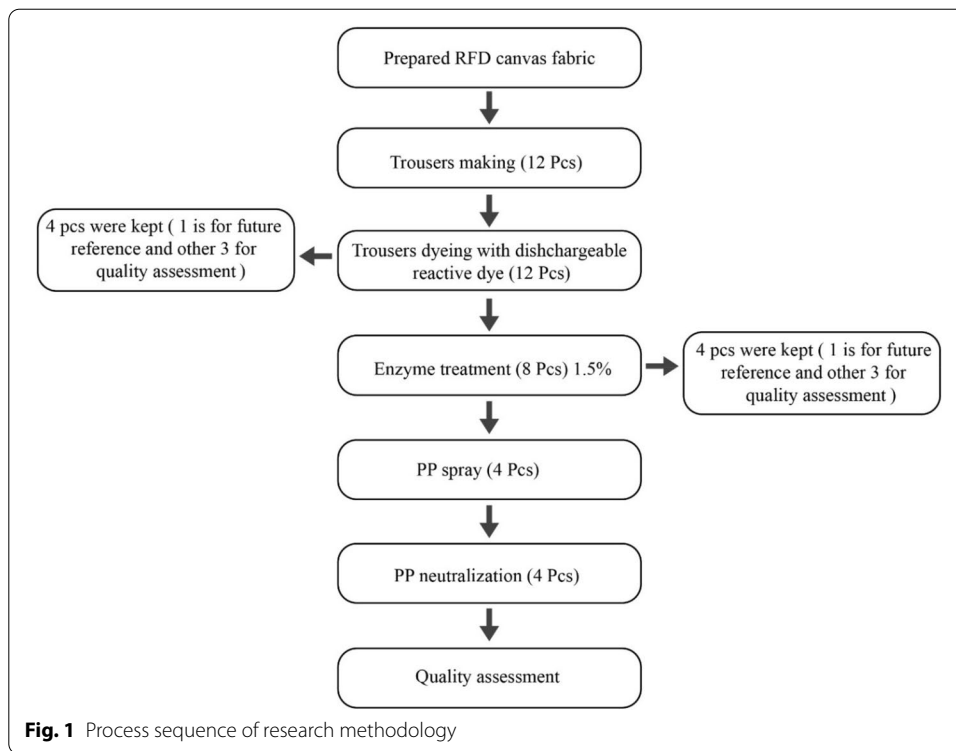 Prepared RFD canvas fabric
Trousers making (12 Pcs)
4 pcs were kept ( 1 is for future
reference and other 3 for
quality assessment )
Trousers dyeing with dishchargeable
reactive dye (12 Pcs)
Enzyme treatment (8 Pcs) 1.5%
4 pcs were kept ( 1 is for future
reference and other 3 for
quality assessment )
PP spray (4 Pcs)
PP neutralization (4 Pcs)
Quality assessment
Fig. 1 Process sequence of research methodology